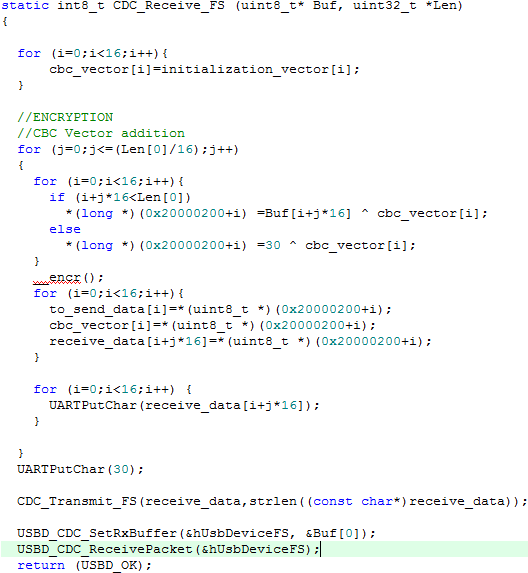 static int8_t CDC_Receive_FS (uint8_t* Buf, uint32_t *Len)
{
for (i=0;i<16;i++){
cbc_vector[i]=initialization_vector[i];
}
//ENCRYPTION
//CBC Vector addition
for (j=0;j<=(Len[0]/16);j++)
{
for (i=0;i<16;i++){
if (i+j*16<Len[0])
*(long *)(0x20000200+i) =Buf[i+j*16] ^ cbc_vector[i];
else
*(long *)(0x20000200+i) =30 ^ cbc_vector[i];
}
__encr();
for (i=0;i<16;i++){
to_send_data[i]=*(uint8_t *)(0x20000200+i);
cbc_vector[i]=*(uint8_t *)(0x20000200+i);
receive_data[i+j*16]=*(uint8_t *)(0x20000200+i);
}
for (i=0;i<16;i++) {
UARTPutChar(receive_data[i+j*16]);
}
}
UARTPutChar(30);
CDC_Transmit_FS(receive_data,strlen((const char*)receive_data));
USBD_CDC_SetRxBuffer(&hUsbDeviceFS, &Buf[0]);
USBD_CDC_ReceivePacket(&hUsbDeviceFS);
return (USBD_OK);